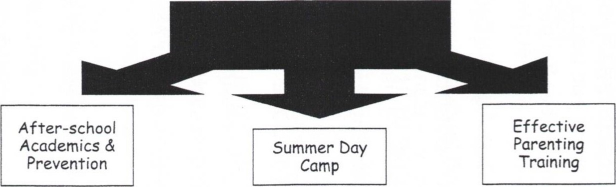 After-school
Academics &
Prevention
Summer Day
Camp
Effective
Parenting
Training